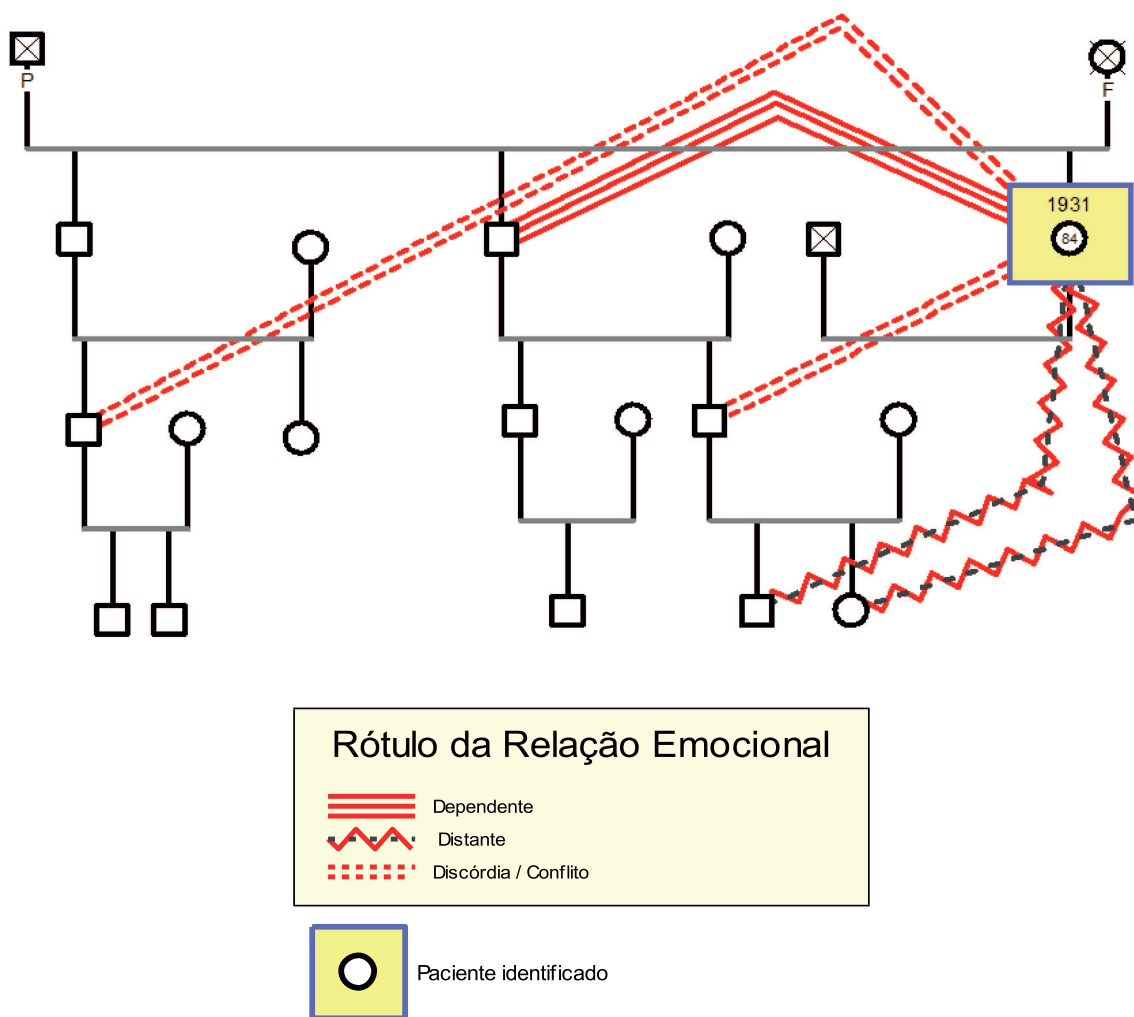 P
F
1931
84
Rótulo da Relação Emocional
Dependente
Distante
Discórdia / Conflito
Paciente identificado